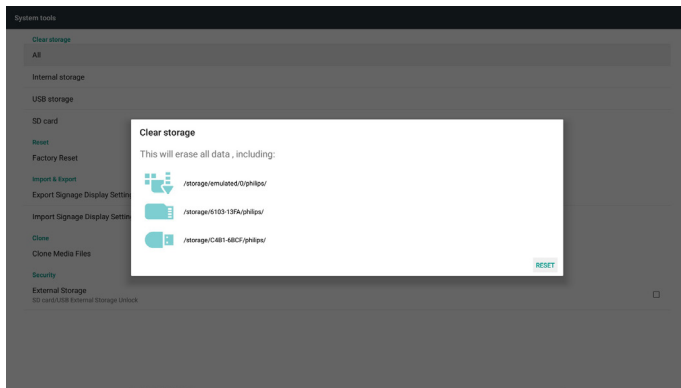 System tools
Clear storage
All
Internal storage
USB storage
SD card
Reset
Factory Reset
Import & Export
Export Signage Display Settin
Import Signage Display Settin
Clone
Clone Media Files
Security
External Storage
SD card/USB External Storage Unlock
Clear storage
This will erase all data , including:
/storage/emulated/0/philips/
/storage/6103-13FA/philips/
/storage/C4B1-6BCF/philips/
RESET